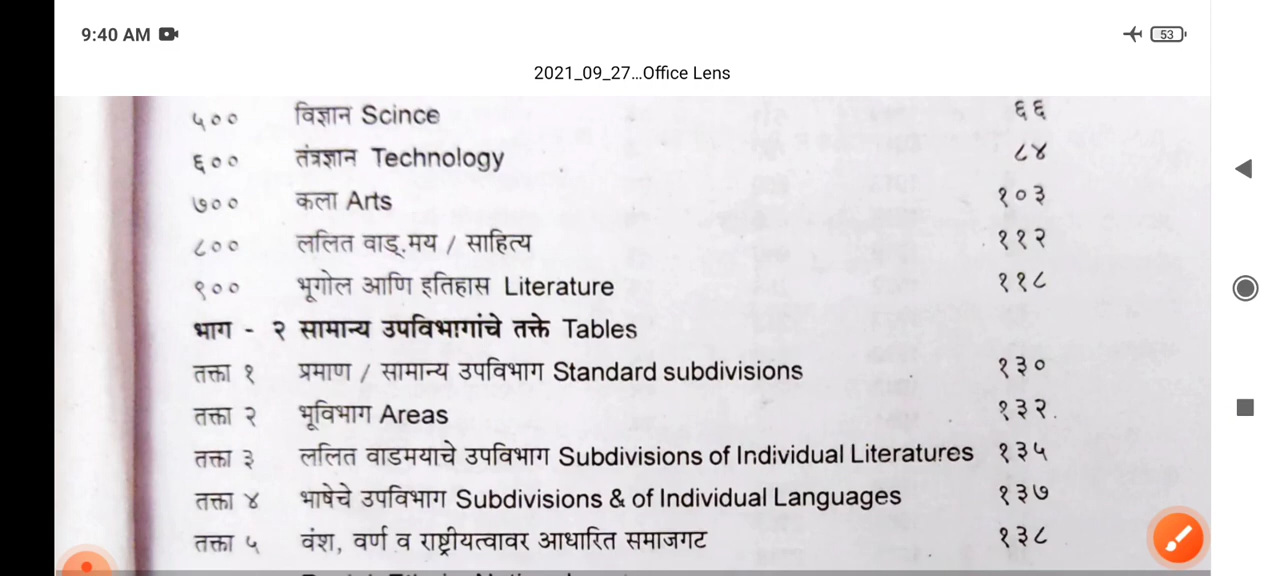 9:40 AM 53
2021_09_27...Office Lens
५०० विज्ञान Scince ६६
६०० तंत्रज्ञान Technology ८४
७०० कला Arts १०३
८०० ललित वाड्.मय / साहित्य ११२
९०० भूगोल आणि इतिहास Literature ११८
भाग - २ सामान्य उपविभागांचे तक्ते Tables
तक्ता १ प्रमाण / सामान्य उपविभाग Standard subdivisions १३०
तक्ता २ भूविभाग Areas १३२
तक्ता ३ ललित वाडमयाचे उपविभाग Subdivisions of Individual Literatures १३५
तक्ता ४ भाषेचे उपविभाग Subdivisions & of Individual Languages १३७
तक्ता ५ वंश, वर्ण व राष्ट्रीयत्वावर आधारित समाजगट १३८